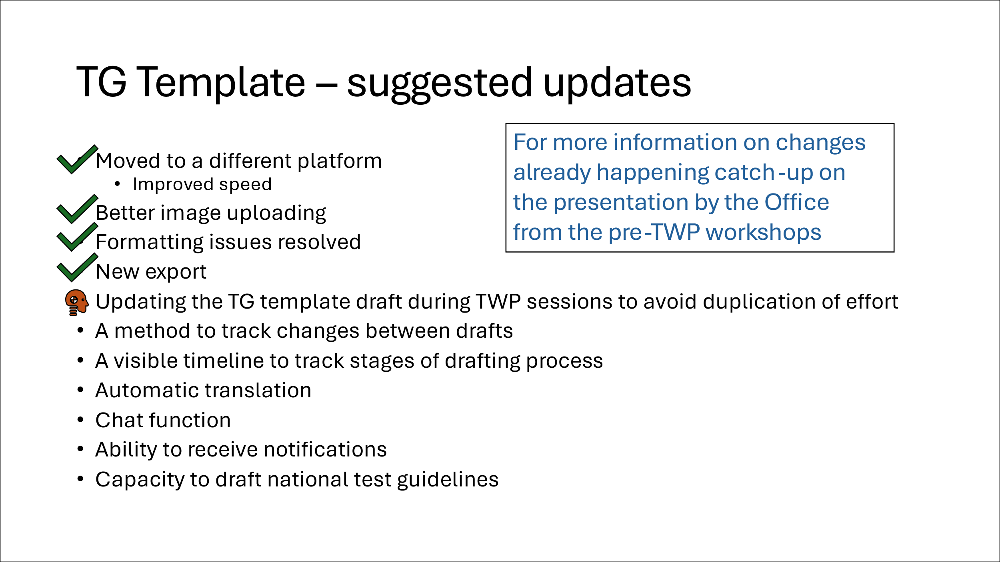 TG Template – suggested updates
For more information on changes
already happening catch-up on
the presentation by the Office
from the pre-TWP workshops
Moved to a different platform
• Improved speed
Better image uploading
Formatting issues resolved
New export
Updating the TG template draft during TWP sessions to avoid duplication of effort
• A method to track changes between drafts
• A visible timeline to track stages of drafting process
• Automatic translation
• Chat function
• Ability to receive notifications
• Capacity to draft national test guidelines